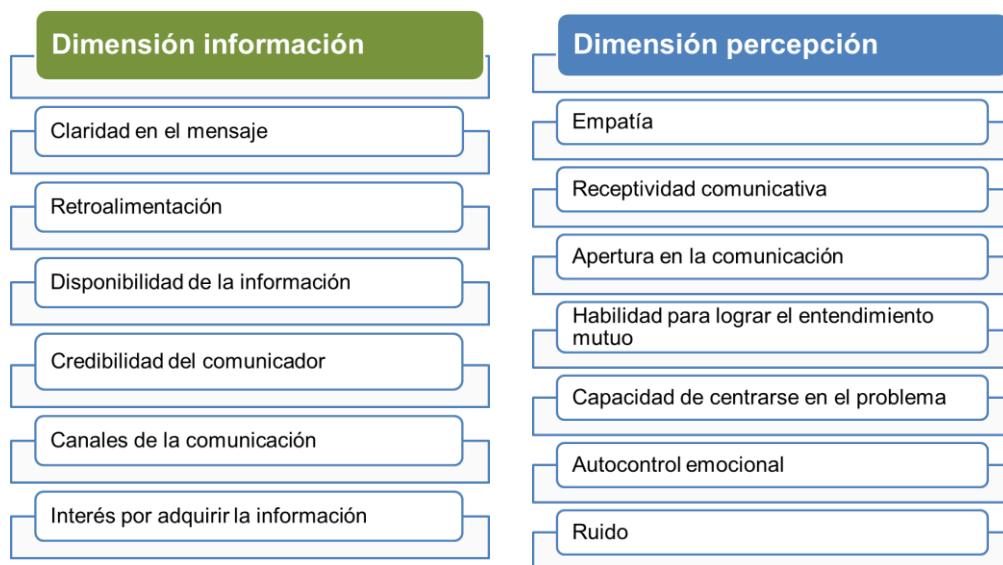 Dimensión información
Claridad en el mensaje
Retroalimentación
Disponibilidad de la información
Credibilidad del comunicador
Canales de la comunicación
Interés por adquirir la información
Dimensión percepción
Empatía
Receptividad comunicativa
Apertura en la comunicación
Habilidad para lograr el entendimiento
mutuo
Capacidad de centrarse en el problema
Autocontrol emocional
Ruido